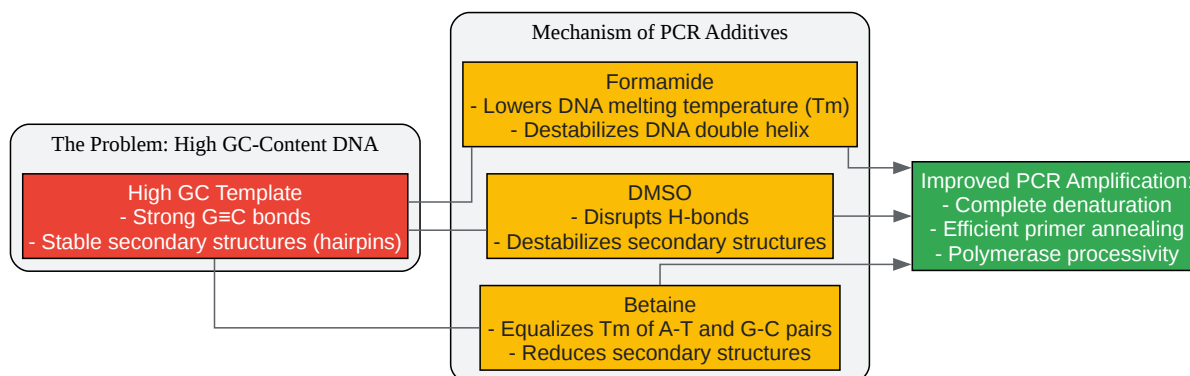 Mechanism of PCR Additives
Formamide
- Lowers DNA melting temperature (Tm)
- Destabilizes DNA double helix
The Problem: High GC-Content DNA
High GC Template
- Strong G≡C bonds
- Stable secondary structures (hairpins)
DMSO
- Disrupts H-bonds
- Destabilizes secondary structures
Betaine
- Equalizes Tm of A-T and G-C pairs
- Reduces secondary structures
Improved PCR Amplification:
- Complete denaturation
- Efficient primer annealing
- Polymerase processivity